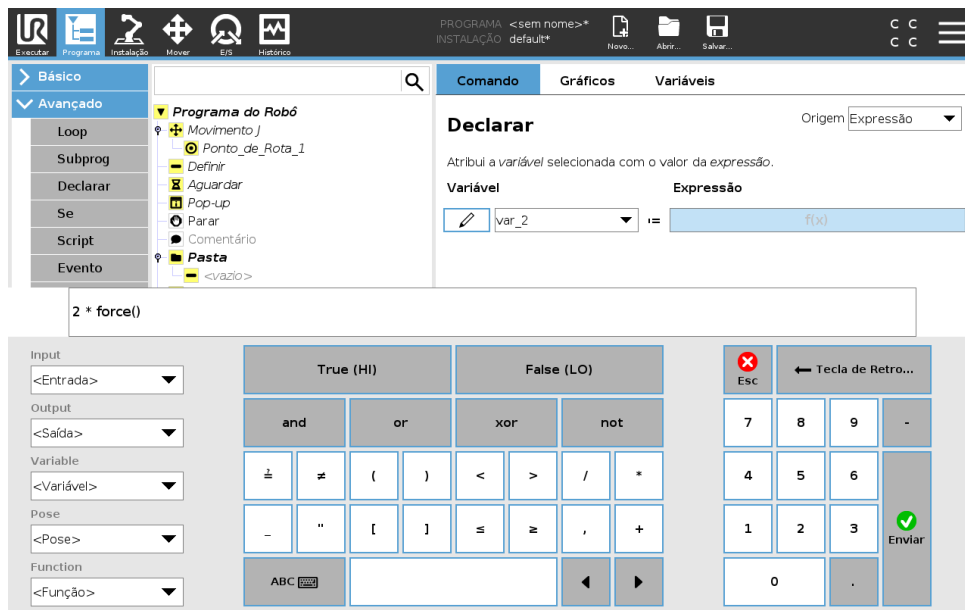 PROGRAMA <sem nome>*
INSTALAÇÃO default*
Executar Programa Instalação Mover E/S Histórico Novo... Abrir... Salvar...
C C
C C
Básico
Avançado
Loop
Subprog
Declarar
Se
Script
Evento
Programa do Robô
Movimento J
Ponto_de_Rota_1
Definir
Aguardar
Pop-up
Parar
Comentário
Pasta
<vazio>
Comando Gráficos Variáveis
Declarar
Origem Expressão
Atribui a variável selecionada com o valor da expressão.
Variável Expressão
var_2 := f(x)
2 * force()
Input
<Entrada>
Output
<Saída>
Variable
<Variável>
Pose
<Pose>
Function
<Função>
True (HI) False (LO)
and or xor not
≟ ≠ ( ) < > / *
_ " [ ] ≤ ≥ , +
ABC
Esc Tecla de Retro...
7 8 9 -
4 5 6
1 2 3 Enviar
0 .